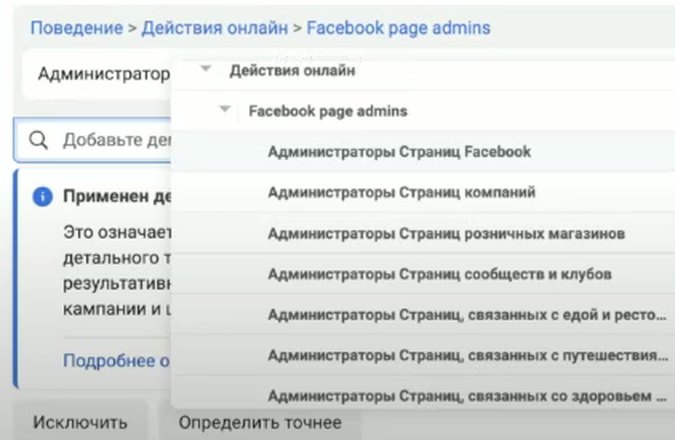 Поведение > Действия онлайн > Facebook page admins
Администратор
Действия онлайн
Facebook page admins
Добавьте де
Администраторы Страниц Facebook
Администраторы Страниц компаний
Применен де
Администраторы Страниц розничных магазинов
Это означает
детального т
Администраторы Страниц сообществ и клубов
результативн
кампании и ц
Администраторы Страниц, связанных с едой и ресто...
Подробнее о
Администраторы Страниц, связанных с путешествия...
Администраторы Страниц, связанных со здоровьем ...
Исключить
Определить точнее